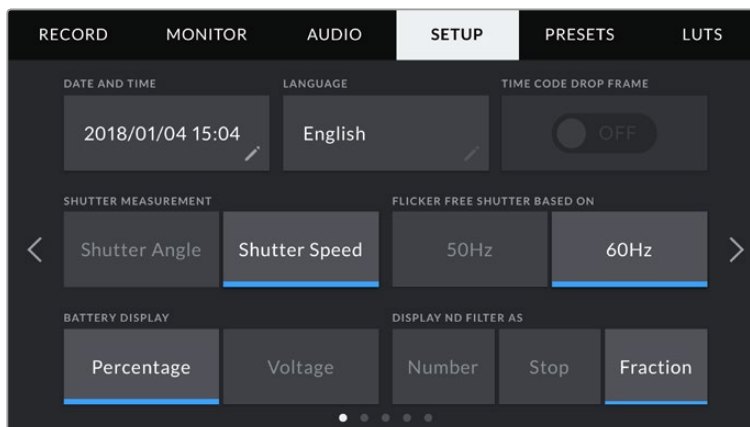 RECORD MONITOR AUDIO SETUP PRESETS LUTS
DATE AND TIME LANGUAGE TIME CODE DROP FRAME
2018/01/04 15:04 English OFF
SHUTTER MEASUREMENT FLICKER FREE SHUTTER BASED ON
Shutter Angle Shutter Speed 50Hz 60Hz
BATTERY DISPLAY DISPLAY ND FILTER AS
Percentage Voltage Number Stop Fraction